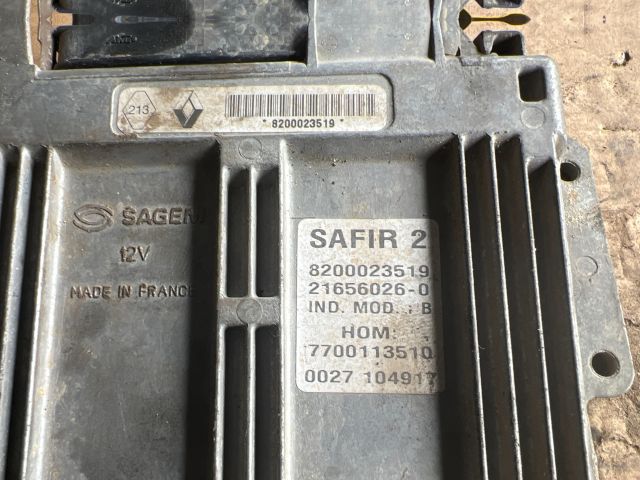 213
* 8200023519 *
SAGEM
12V
MADE IN FRANCE
SAFIR 2
8200023519
21656026-0
IND. MOD. : B
HOM:
7700113510
0027 104917